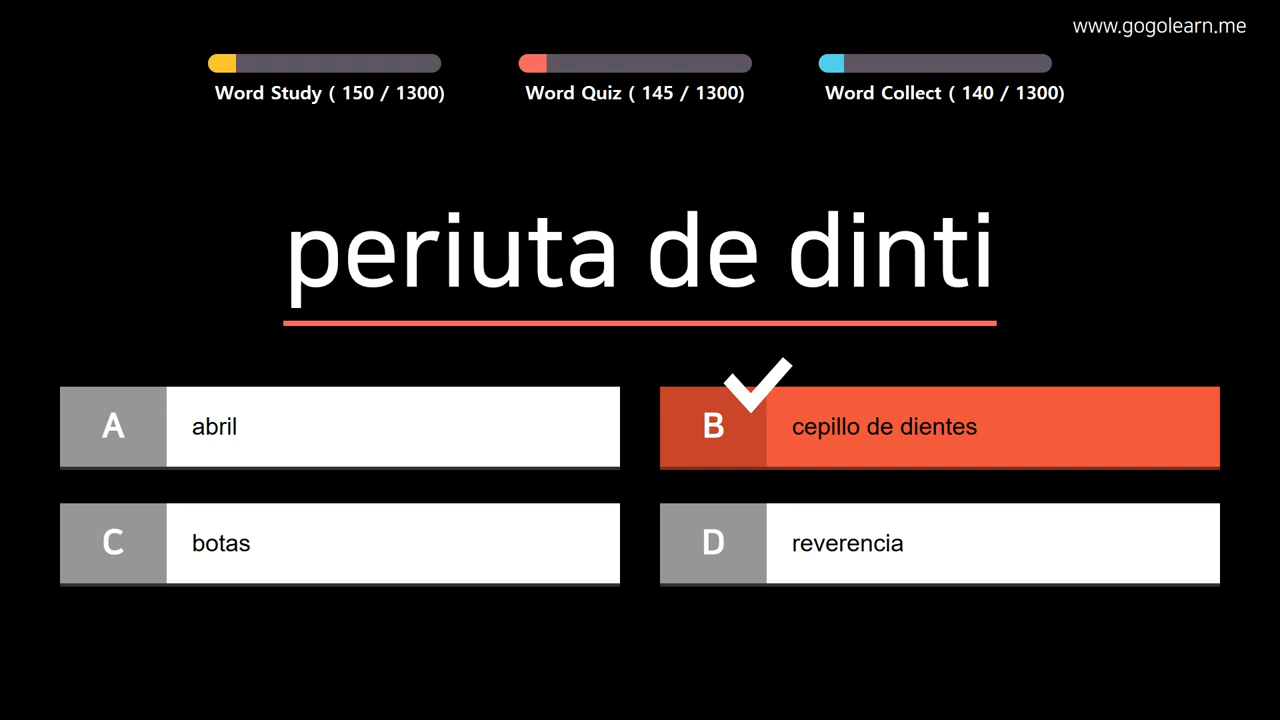 www.gogolearn.me
Word Study ( 150 / 1300)
Word Quiz ( 145 / 1300)
Word Collect ( 140 / 1300)
periuta de dinti
A abril
B cepillo de dientes
C botas
D reverencia